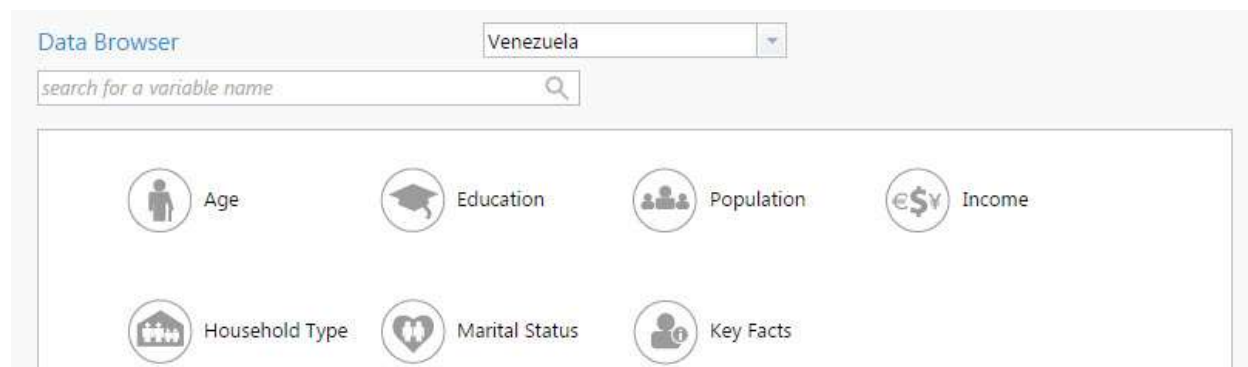 Data Browser Venezuela
search for a variable name
Age Education Population €$¥ Income
Household Type Marital Status Key Facts